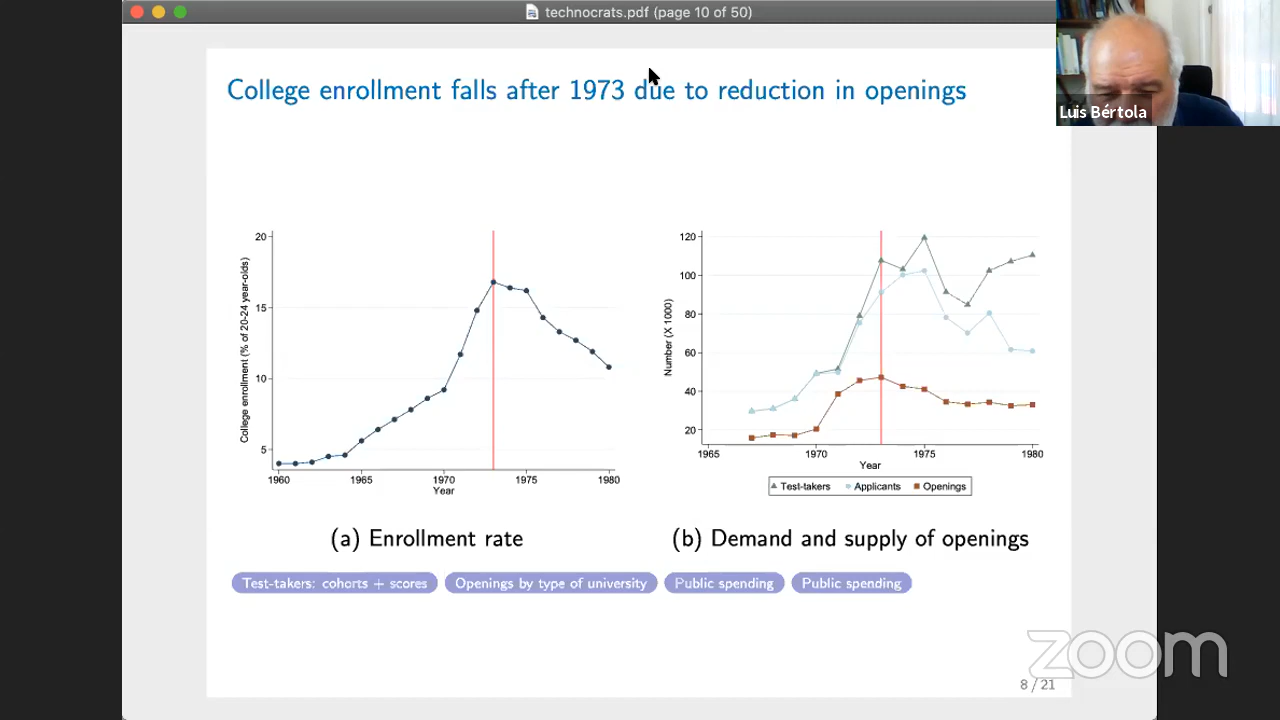 technocrats.pdf (page 10 of 50)
College enrollment falls after 1973 due to reduction in openings
Luis Bértola
College enrollment (% of 20-24 year-olds)
20
15
10
5
1960 1965 1970 1975 1980
Year
Number (X 1000)
120
100
80
60
40
20
1965 1970 1975 1980
Year
Test-takers Applicants Openings
(a) Enrollment rate
(b) Demand and supply of openings
Test-takers: cohorts + scores Openings by type of university Public spending Public spending
zoom
8 / 21